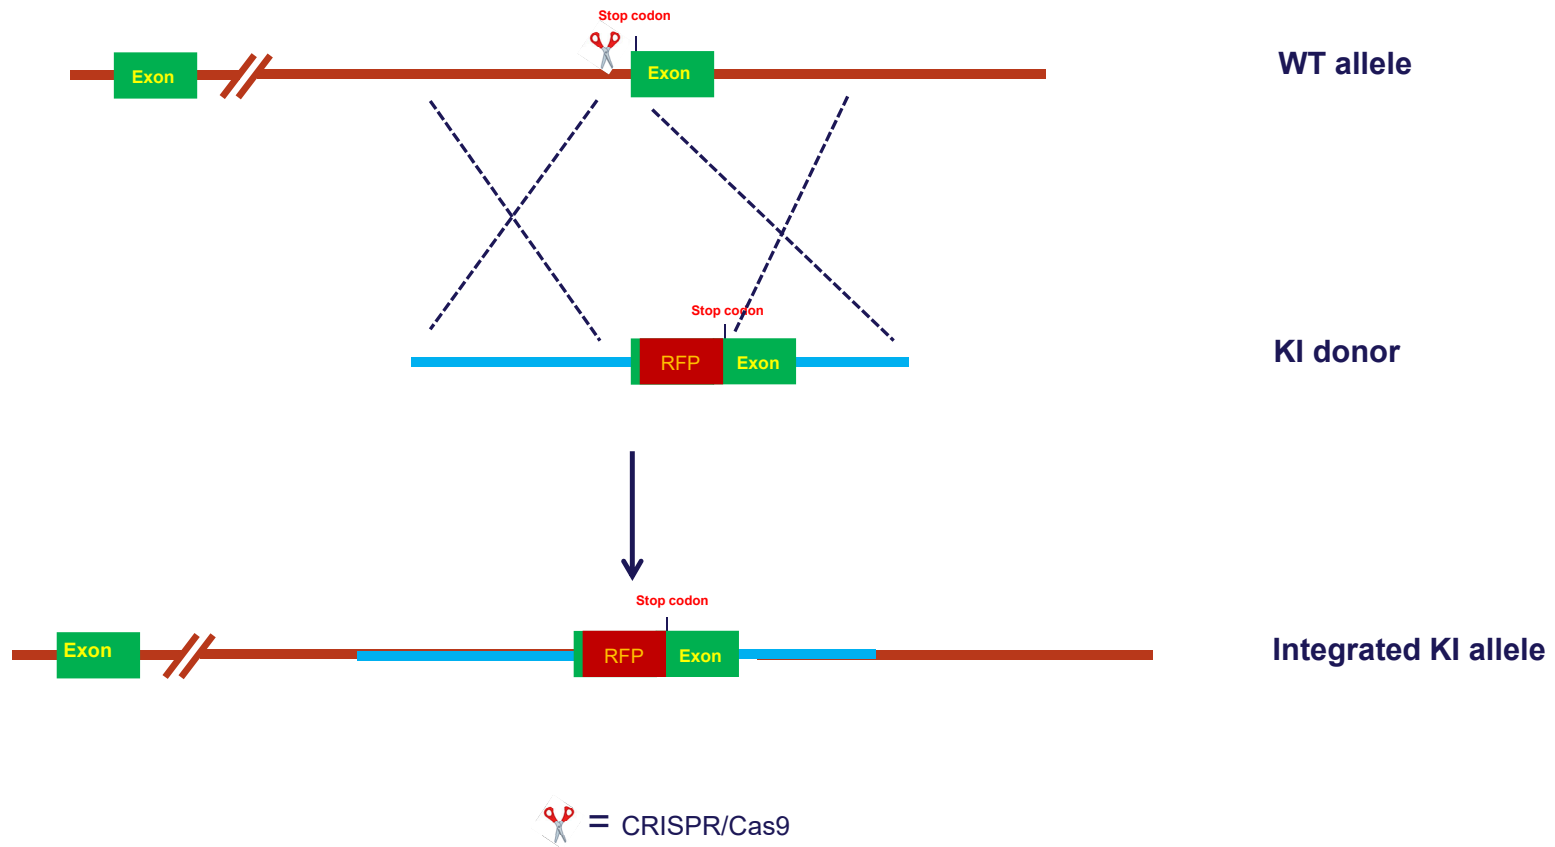 Stop codon
Exon
Exon
WT allele
Stop codon
RFP
Exon
KI donor
Stop codon
Exon
RFP
Exon
Integrated KI allele
= CRISPR/Cas9